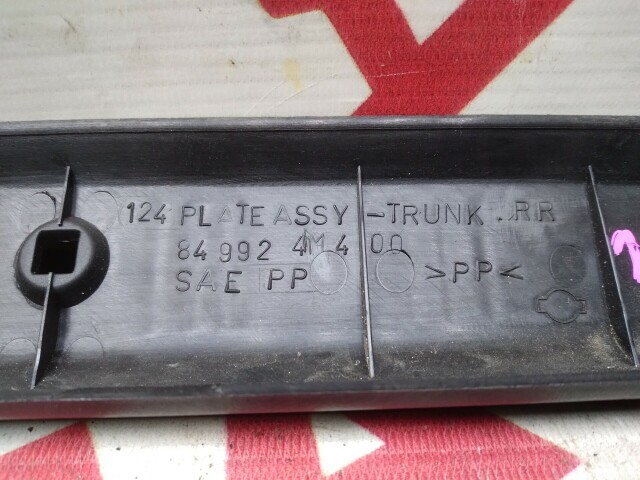 124 PLATE ASSY -TRUNK .RR
84992 4M400
SAE PP >PP<